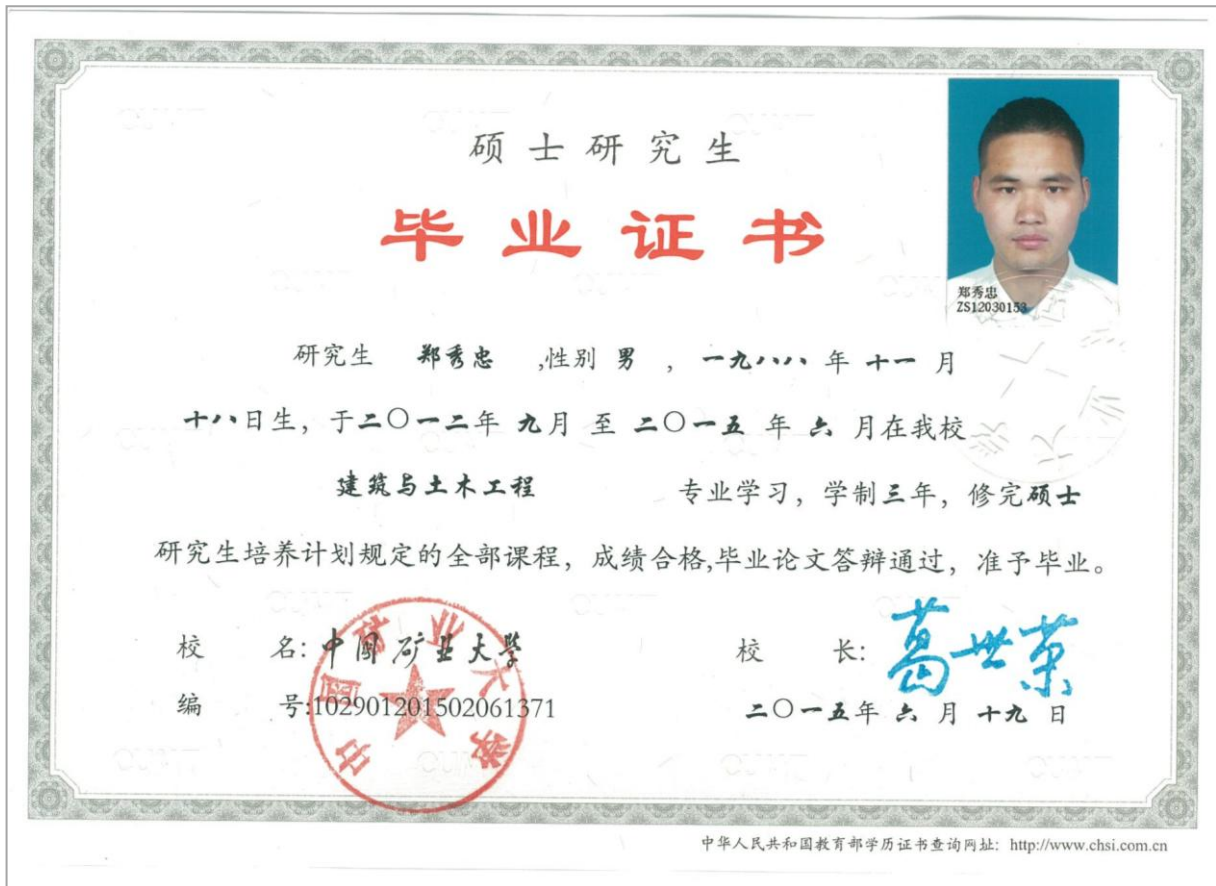 硕士研究生
毕业证书
郑秀忠
ZS12030153
研究生 郑秀忠 ,性别 男 ，一九八八 年 十一 月
十八日生，于二〇一二年 九月 至 二〇一五 年 六 月在我校
建筑与土木工程 专业学习，学制三年，修完硕士
研究生培养计划规定的全部课程，成绩合格,毕业论文答辩通过，准予毕业。
校 名: 中国矿业大学
校 长: 葛世荣
编 号:102901201502061371
二〇一五年 六 月 十九 日
中国矿业大学
中华人民共和国教育部学历证书查询网址: http://www.chsi.com.cn